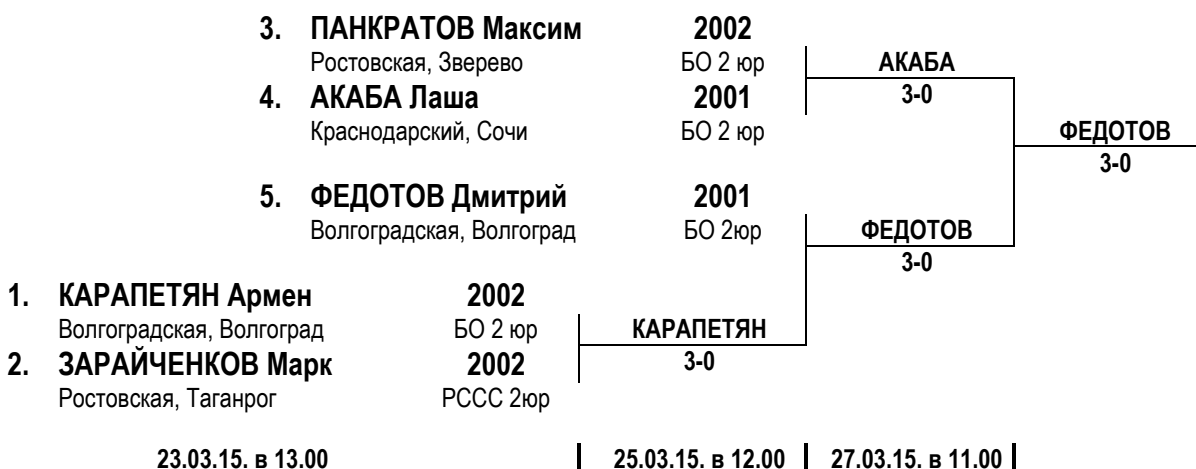 3. ПАНКРАТОВ Максим 2002
Ростовская, Зверево БО 2 юр АКАБА
4. АКАБА Лаша 2001 3-0
Краснодарский, Сочи БО 2 юр ФЕДОТОВ
3-0
5. ФЕДОТОВ Дмитрий 2001
Волгоградская, Волгоград БО 2юр ФЕДОТОВ
3-0
1. КАРАПЕТЯН Армен 2002
Волгоградская, Волгоград БО 2 юр КАРАПЕТЯН
2. ЗАРАЙЧЕНКОВ Марк 2002 3-0
Ростовская, Таганрог РССС 2юр
23.03.15. в 13.00 25.03.15. в 12.00 27.03.15. в 11.00